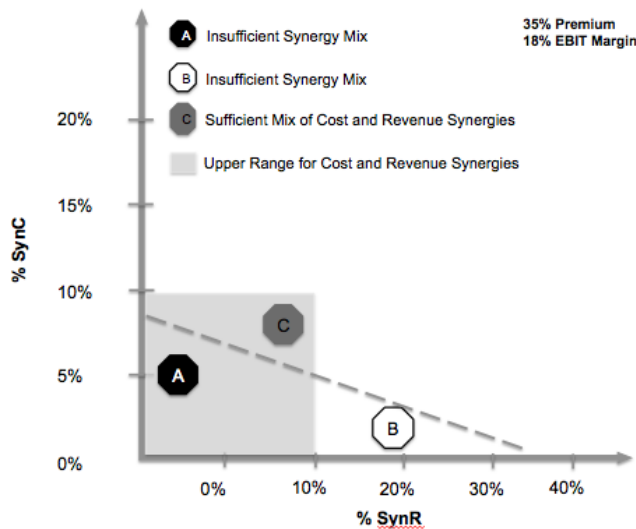 35% Premium
18% EBIT Margin
A Insufficient Synergy Mix
B Insufficient Synergy Mix
C Sufficient Mix of Cost and Revenue Synergies
Upper Range for Cost and Revenue Synergies
% SynC
20%
15%
10%
5%
0%
C
A
B
0% 10% 20% 30% 40%
% SynR